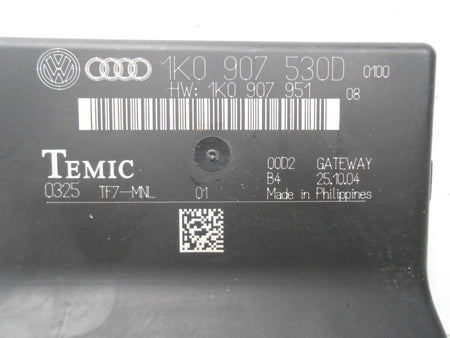 1K0 907 530D 0100
HW: 1K0 907 951 08
TEMIC 00D2 GATEWAY
B4 25.10.04
0325 TF7-MNL 01 Made in Philippines